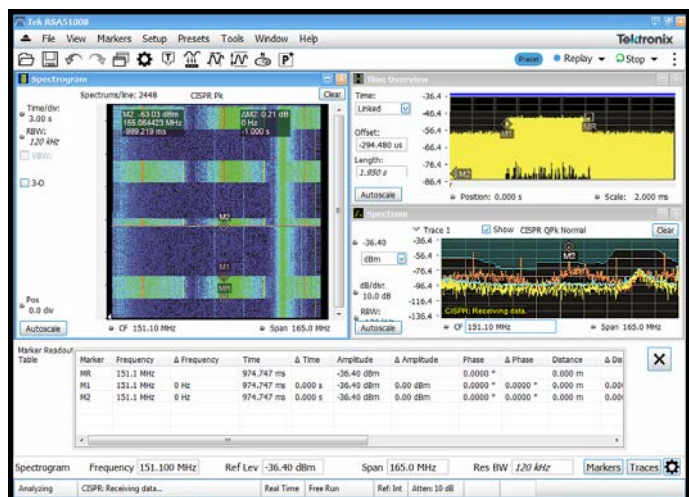 Tek RSA5100B
File View Markers Setup Presets Tools Window Help
Tektronix
Preset Replay Stop
Spectrogram
Spectrums/line: 2448 CISPR Pk Clear
Time/div:
3.00 s
RBW:
120 kHz
VBW:
3-D
Pos
0.0 div
Autoscale
M2: -53.03 dBm
155.064423 MHz
-999.219 ms
ΔM2: 0.21 dB
0 Hz
-1.000 s
M2
M1
MR
CF 151.10 MHz Span 165.0 MHz
Time Overview
Time:
Linked
Offset:
-294.480 us
Length:
1.950 s
Autoscale
-36.4
-46.4
-56.4
-66.4
-76.4
-86.4
M1
MR
M2
Position: 0.000 s Scale: 2.000 ms
Spectrum
Trace 1 Show CISPR QPk Normal Clear
-36.40
dBm
dB/div:
10.0 dB
RBW:
Autoscale
-36.4
-56.4
-76.4
-96.4
-116.4
-136.4
M2
CISPR: Receiving data.
CF 151.10 MHz Span 165.0 MHz
Marker Readout
Table
Marker Frequency Δ Frequency Time Δ Time Amplitude Δ Amplitude Phase Δ Phase Distance Δ Dis
MR 151.1 MHz 974.747 ms -36.40 dBm 0.0000 ° 0.000 m
M1 151.1 MHz 0 Hz 974.747 ms 0.000 s -36.40 dBm 0.00 dBm 0.0000 ° 0.0000 ° 0.000 m 0.00
M2 151.1 MHz 0 Hz 974.747 ms 0.000 s -36.40 dBm 0.00 dBm 0.0000 ° 0.0000 ° 0.000 m 0.00
Spectrogram Frequency 151.100 MHz Ref Lev -36.40 dBm Span 165.0 MHz Res BW 120 kHz Markers Traces
Analyzing CISPR: Receiving data... Real Time Free Run Ref: Int Atten: 10 dB